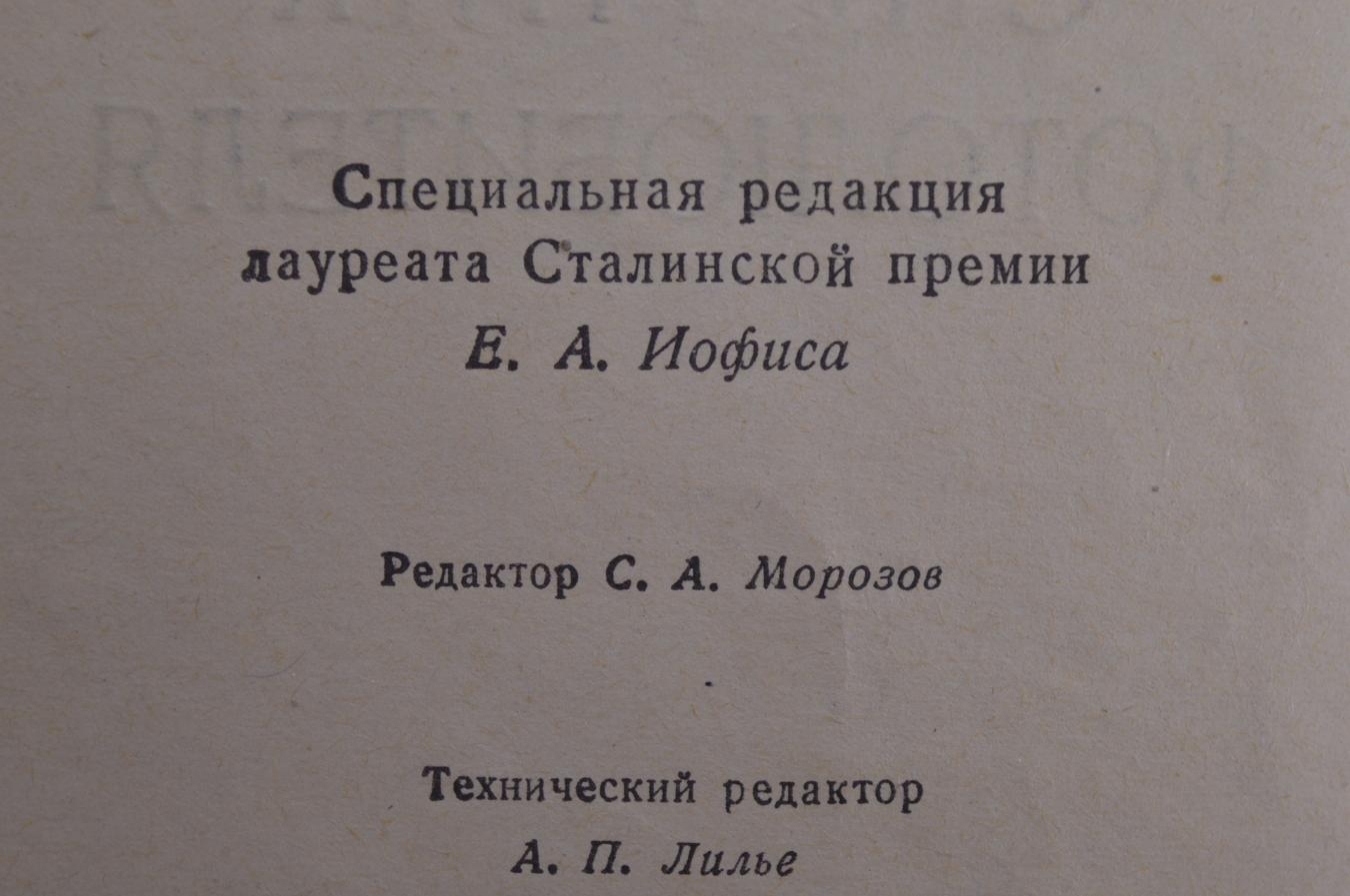 Специальная редакция
лауреата Сталинской премии
Е. А. Иофиса
Редактор С. А. Морозов
Технический редактор
А. П. Лилье